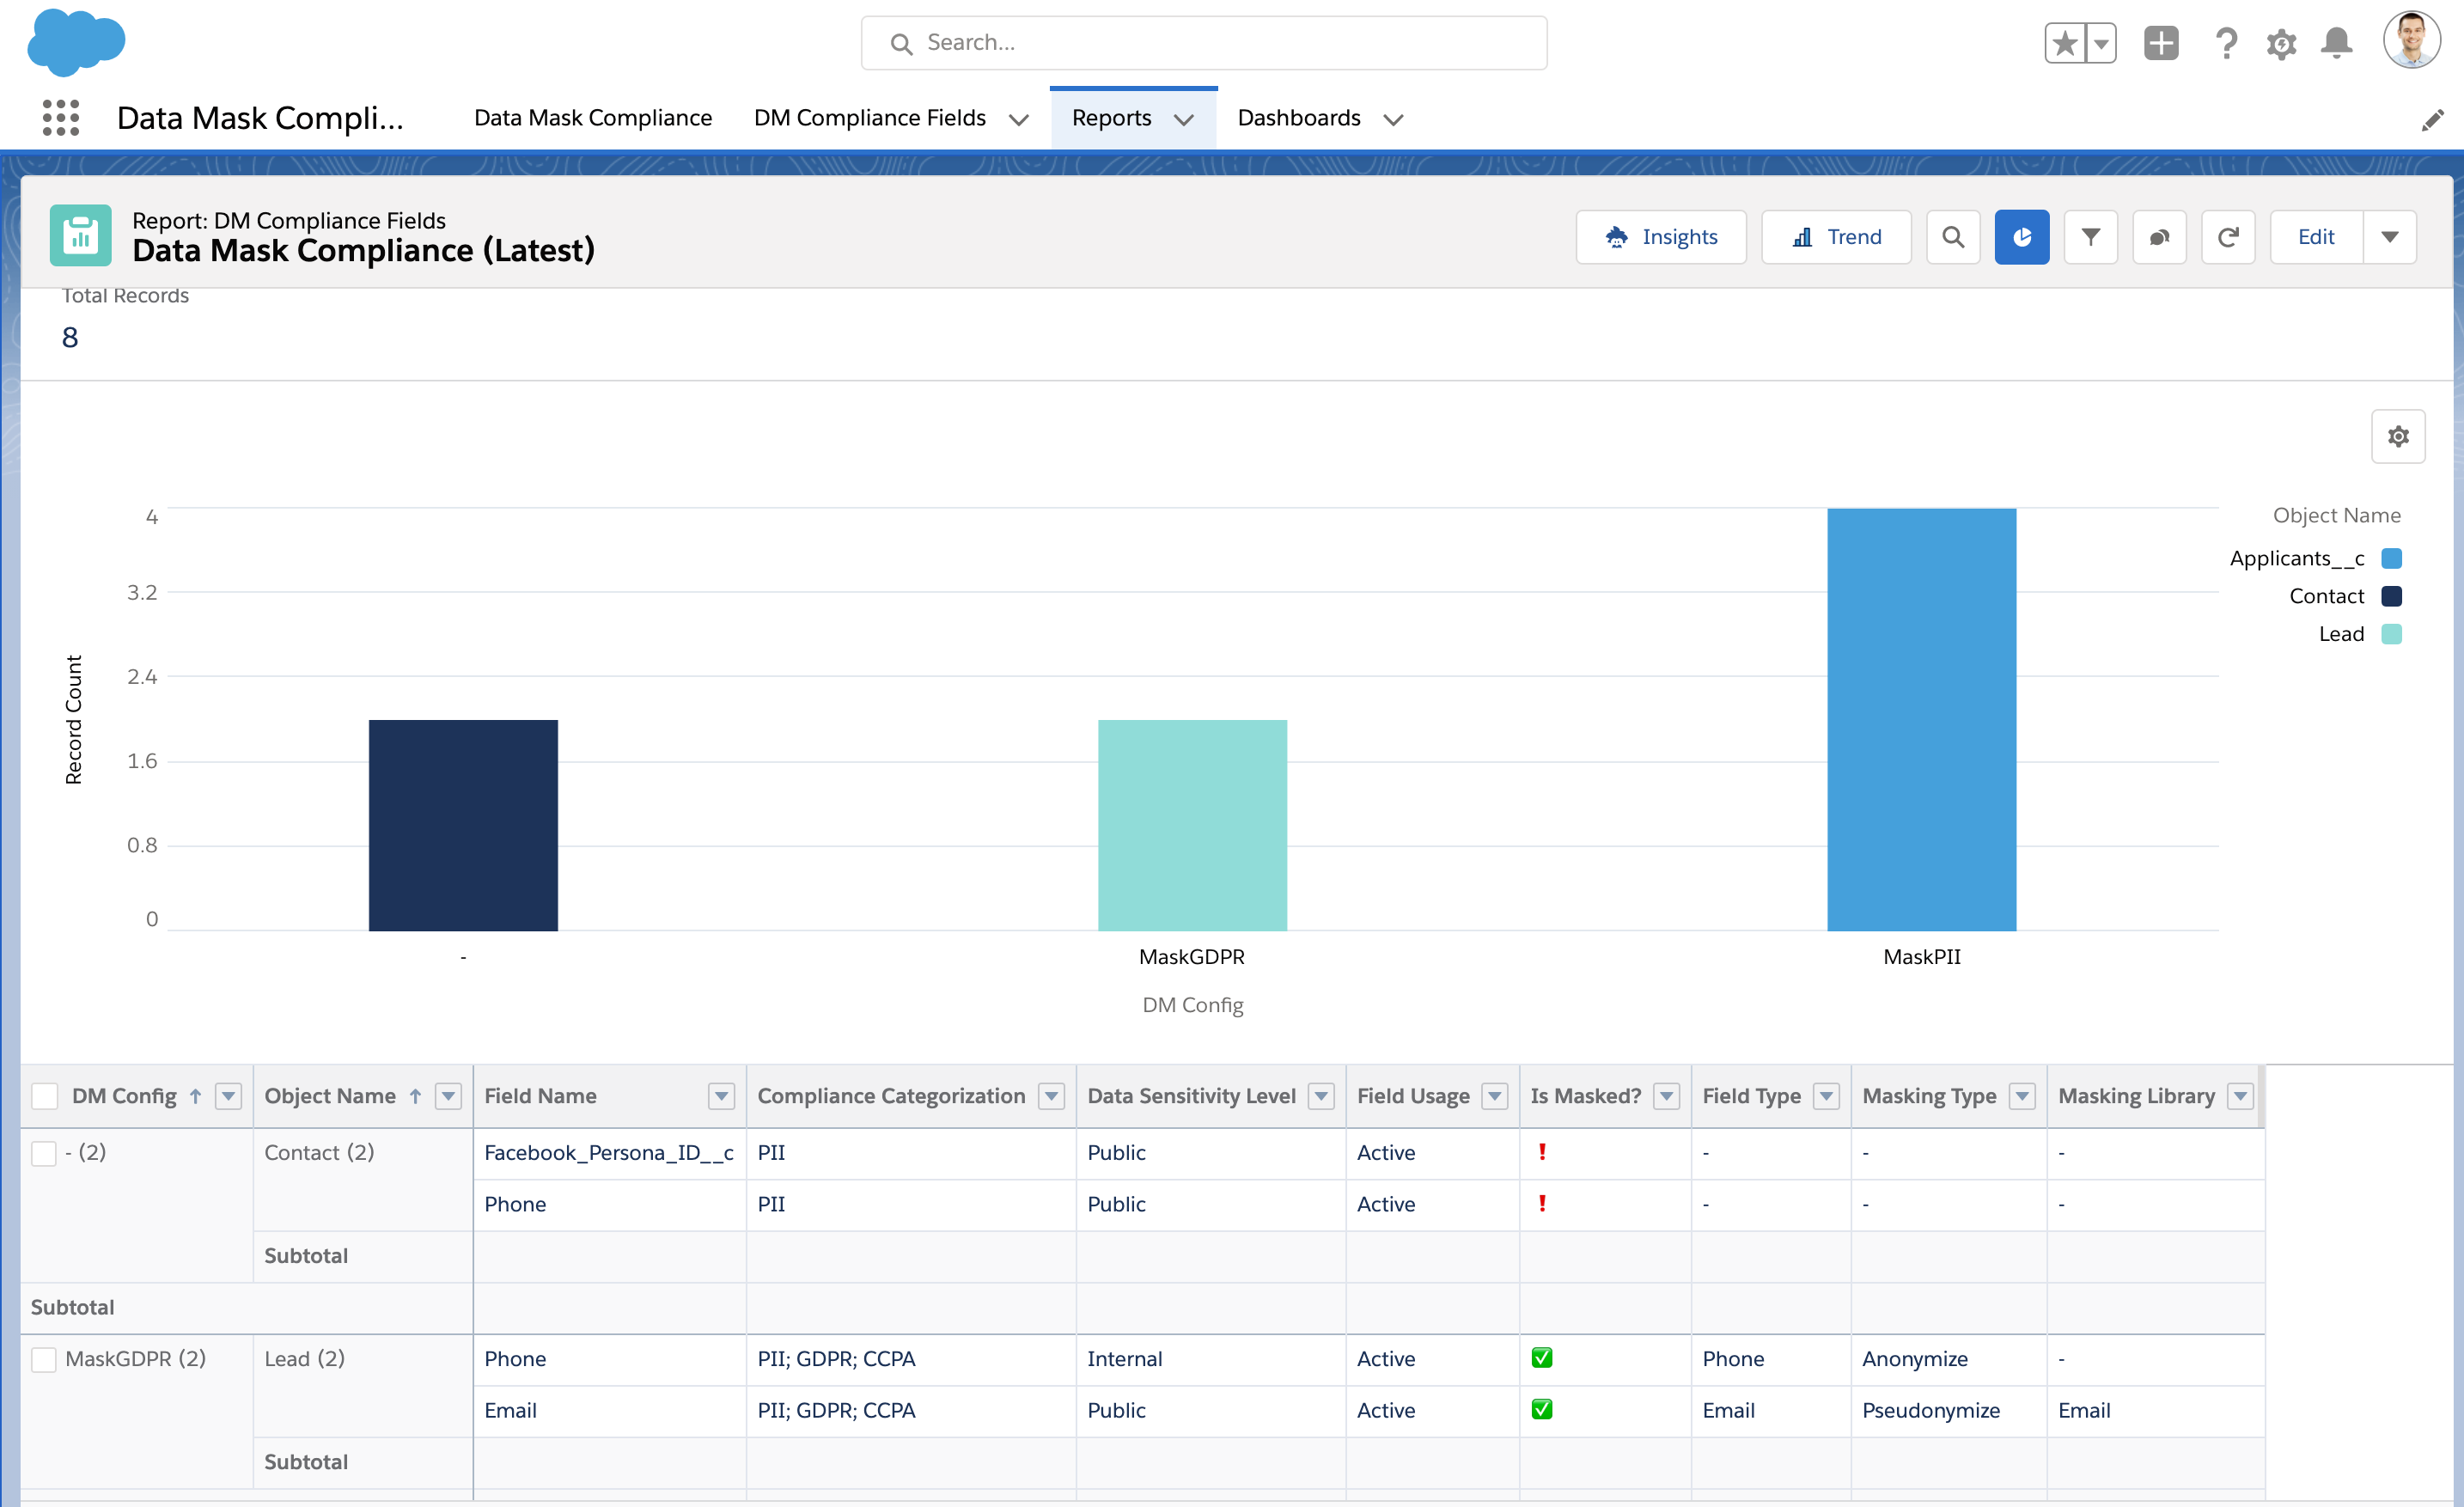 Search...
Data Mask Compli...
Data Mask Compliance
DM Compliance Fields
Reports
Dashboards
Report: DM Compliance Fields
Data Mask Compliance (Latest)
Insights
Trend
Edit
Total Records
8
4
3.2
2.4
1.6
0.8
0
Record Count
-
MaskGDPR
MaskPII
DM Config
Object Name
Applicants__c
Contact
Lead
DM Config Object Name Field Name Compliance Categorization Data Sensitivity Level Field Usage Is Masked? Field Type Masking Type Masking Library
- (2) Contact (2) Facebook_Persona_ID__c PII Public Active ❗ - - -
Phone PII Public Active ❗ - - -
Subtotal
Subtotal
MaskGDPR (2) Lead (2) Phone PII; GDPR; CCPA Internal Active ✅ Phone Anonymize -
Email PII; GDPR; CCPA Public Active ✅ Email Pseudonymize Email
Subtotal